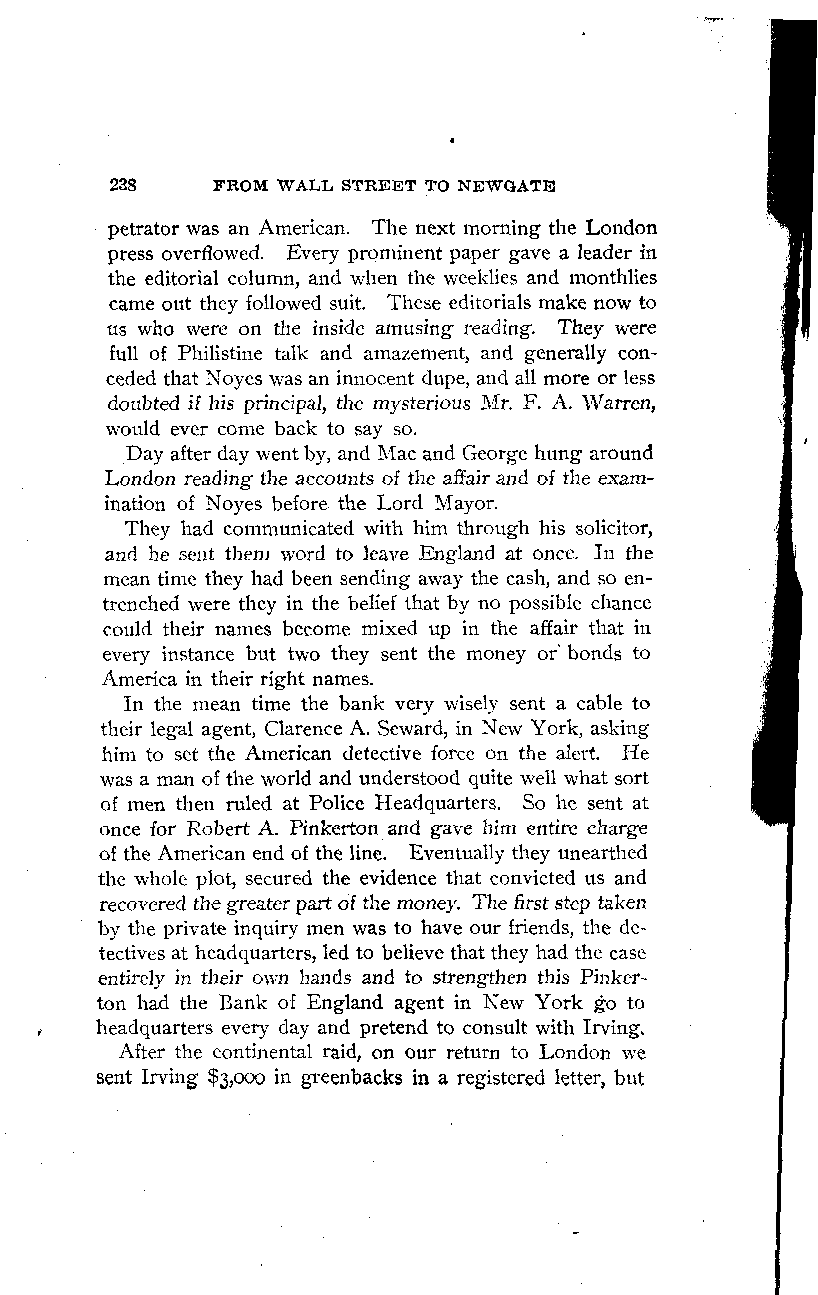 228 FROM WALL STREET TO NEWGATE
petrator was an American. The next morning the London
press overflowed. Every prominent paper gave a leader in
the editorial column, and when the weeklies and monthlies
came out they followed suit. These editorials make now to
us who were on the inside amusing reading. They were
full of Philistine talk and amazement, and generally con-
ceded that Noyes was an innocent dupe, and all more or less
doubted if his principal, the mysterious Mr. F. A. Warren,
would ever come back to say so.
Day after day went by, and Mac and George hung around
London reading the accounts of the affair and of the exam-
ination of Noyes before the Lord Mayor.
They had communicated with him through his solicitor,
and he sent them word to leave England at once. In the
mean time they had been sending away the cash, and so en-
trenched were they in the belief that by no possible chance
could their names become mixed up in the affair that in
every instance but two they sent the money or bonds to
America in their right names.
In the mean time the bank very wisely sent a cable to
their legal agent, Clarence A. Seward, in New York, asking
him to set the American detective force on the alert. He
was a man of the world and understood quite well what sort
of men then ruled at Police Headquarters. So he sent at
once for Robert A. Pinkerton and gave him entire charge
of the American end of the line. Eventually they unearthed
the whole plot, secured the evidence that convicted us and
recovered the greater part of the money. The first step taken
by the private inquiry men was to have our friends, the de-
tectives at headquarters, led to believe that they had the case
entirely in their own hands and to strengthen this Pinker-
ton had the Bank of England agent in New York go to
headquarters every day and pretend to consult with Irving.
After the continental raid, on our return to London we
sent Irving $3,000 in greenbacks in a registered letter, but